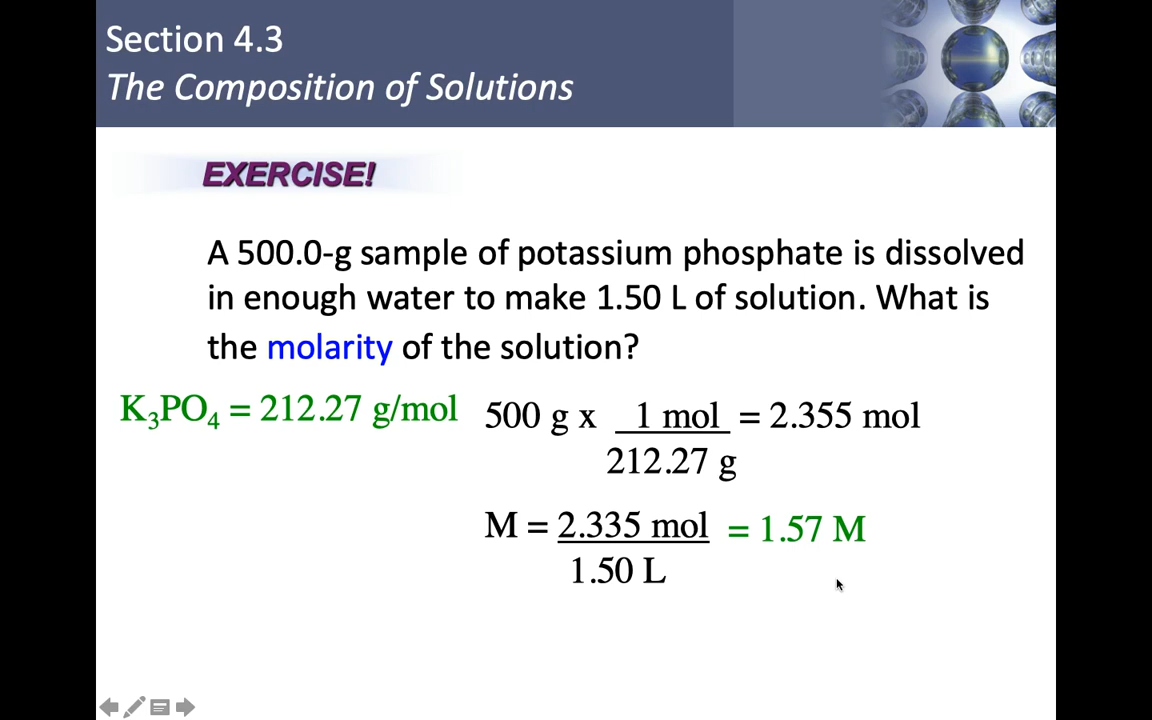 Section 4.3
The Composition of Solutions
EXERCISE!
A 500.0-g sample of potassium phosphate is dissolved
in enough water to make 1.50 L of solution. What is
the molarity of the solution?
K₃PO₄ = 212.27 g/mol
500 g x 1 mol = 2.355 mol
212.27 g
M = 2.335 mol = 1.57 M
1.50 L